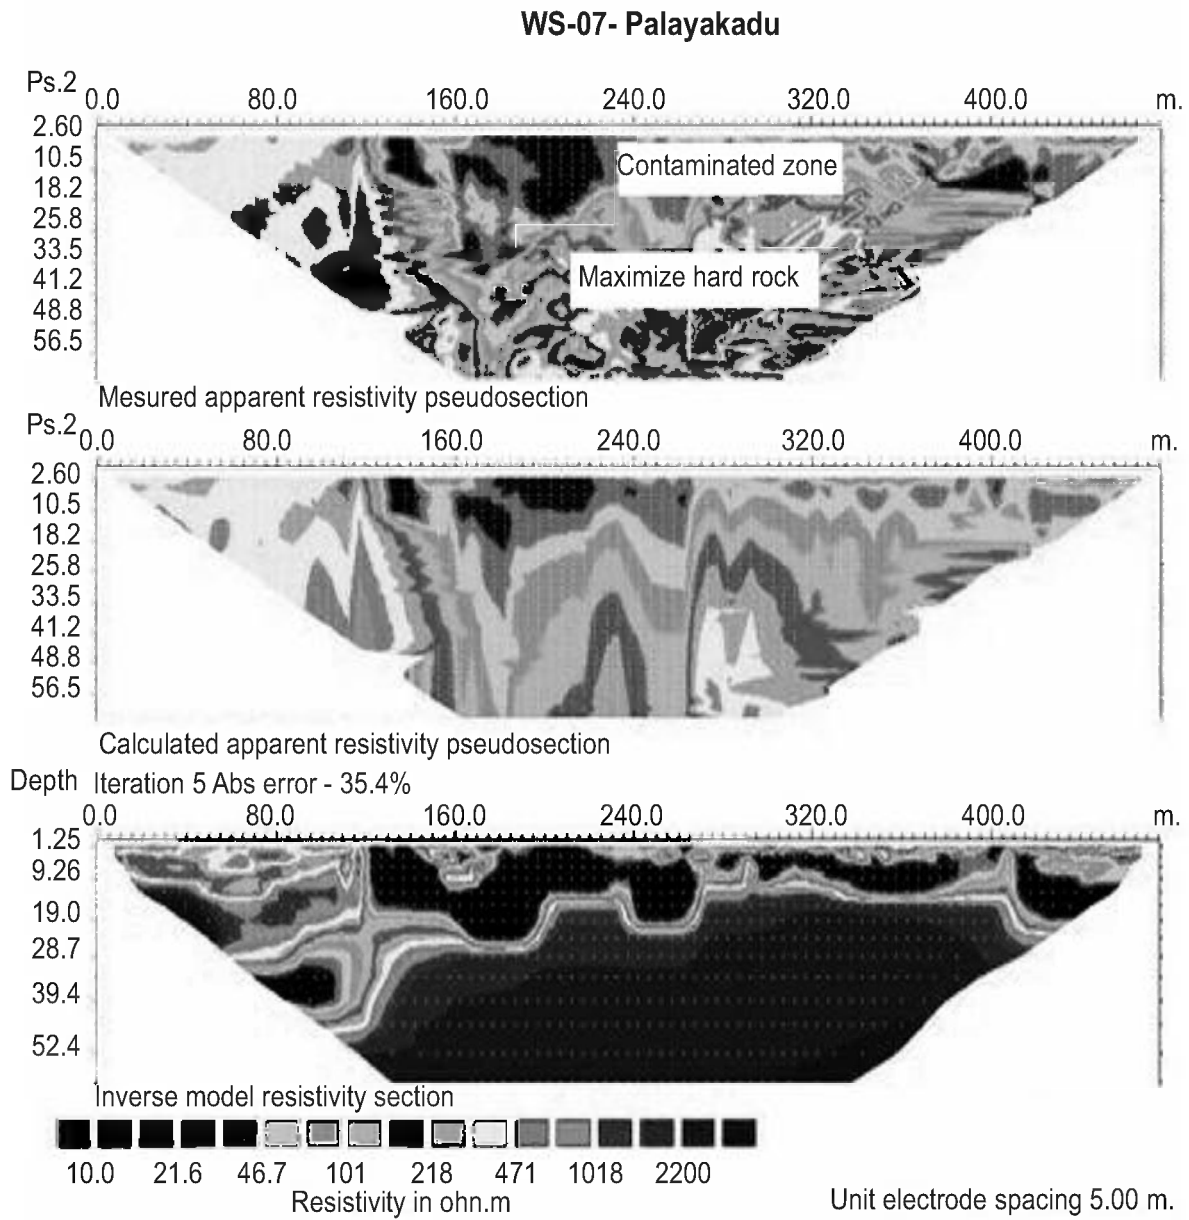 WS-07- Palayakadu
Ps.2
0.0 80.0 160.0 240.0 320.0 400.0 m.
2.60
10.5
18.2
25.8
33.5
41.2
48.8
56.5
Contaminated zone
Maximize hard rock
Mesured apparent resistivity pseudosection
Ps.2
0.0 80.0 160.0 240.0 320.0 400.0 m.
2.60
10.5
18.2
25.8
33.5
41.2
48.8
56.5
Calculated apparent resistivity pseudosection
Depth Iteration 5 Abs error - 35.4%
0.0 80.0 160.0 240.0 320.0 400.0 m.
1.25
9.26
19.0
28.7
39.4
52.4
Inverse model resistivity section
10.0 21.6 46.7 101 218 471 1018 2200
Resistivity in ohn.m
Unit electrode spacing 5.00 m.